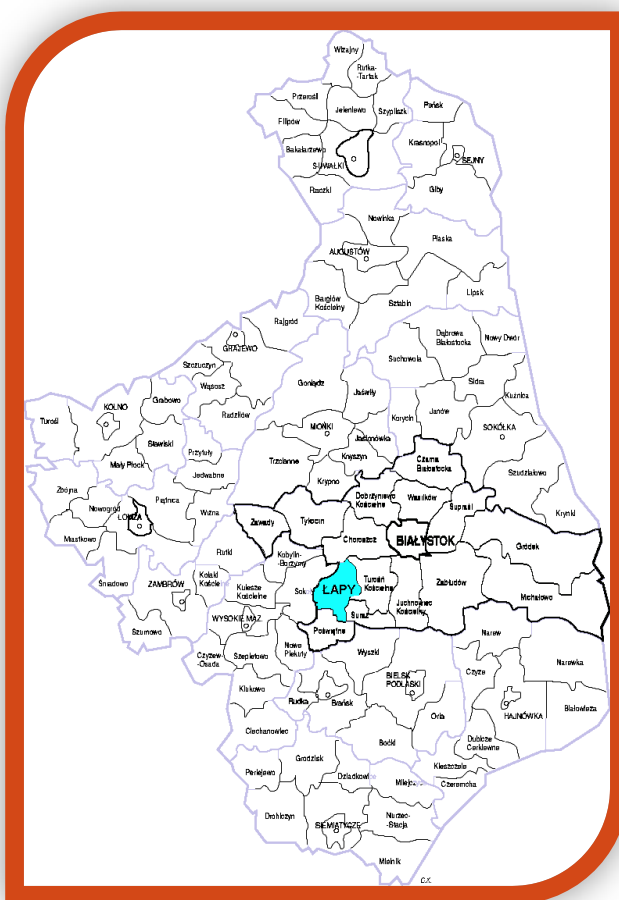 Wiżajny
Rutka-
-Tartak
Przerośl
Jeleniewo
Szypliszk
Puńsk
Filipów
Krasnopol
Bakałarzewo
SUWAŁKI
SEJNY
Raczki
Giby
Nowinka
Płaska
AUGUSTÓW
Lipsk
Bargłów
Kościelny
Sztabin
Rajgród
Dąbrowa
Białostocka
Nowy Dwór
GRAJEWO
Suchowola
Szczuczyn
Sidra
Wąsosz
Goniądz
Jaświły
Kuźnica
Grabowo
KOLNO
Radziłów
Korycin
Janów
Turośl
MOŃKI
SOKÓŁKA
Stawiski
Jasionówka
Przytuły
Knyszyn
Czarna
Białostocka
Mały Płock
Trzcianne
Jedwabne
Szudziałowo
Krypno
Zbójna
Dobrzyniewo
Kościelne
Wasilków
Piątnica
Nowogród
Supraśl
Wizna
Krynki
ŁOMŻA
Zawady
Tykocin
Miastkowo
Choroszcz
BIAŁYSTOK
Gródek
Rutki
Kobylin-
-Borzymy
Śniadowo
ZAMBRÓW
Kołaki
Koście
Kulesze
Kościelne
Sok
ŁAPY
Turośń
Kościelna
Zabłudów
Michałowo
Juchnowiec
Kościelny
Suraż
WYSOKIE MAZ.
Szumowo
Poświętne
Narew
Nowe
Piekuty
Czyżew
-Osada
Szepietowo
Wyszki
Narewka
Czyże
BIELSK
PODLASKI
Klukowo
Rudka
Brańsk
Białowieża
HAJNÓWKA
Orla
Ciechanowiec
Boćki
Dubicze
Cerkiewne
Grodzisk
Kleszczele
Perlejewo
Dziadkowice
Milejczyc
Czeremcha
Drohiczyn
SIEMIATYCZE
Nurzec-
-Stacja
Mielnik
C.K.